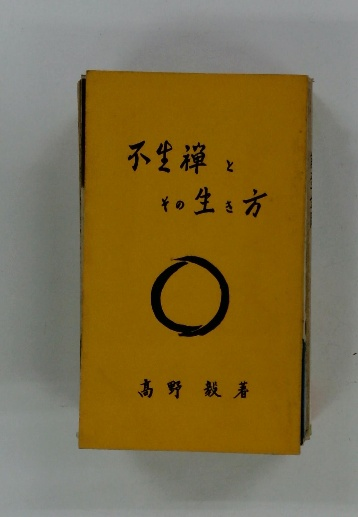 不生禅と
その生き方
高野毅著